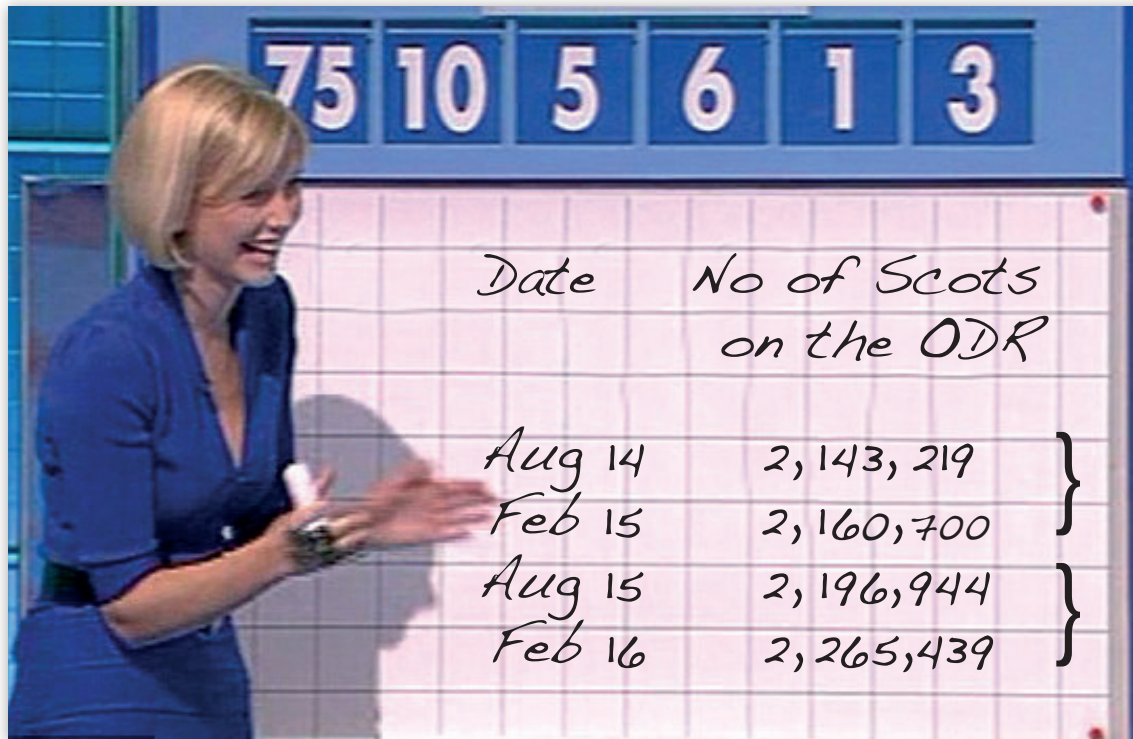 75 10 5 6 1 3
Date No of Scots
on the ODR
Aug 14 2,143,219 }
Feb 15 2,160,700
Aug 15 2,196,944 }
Feb 16 2,265,439